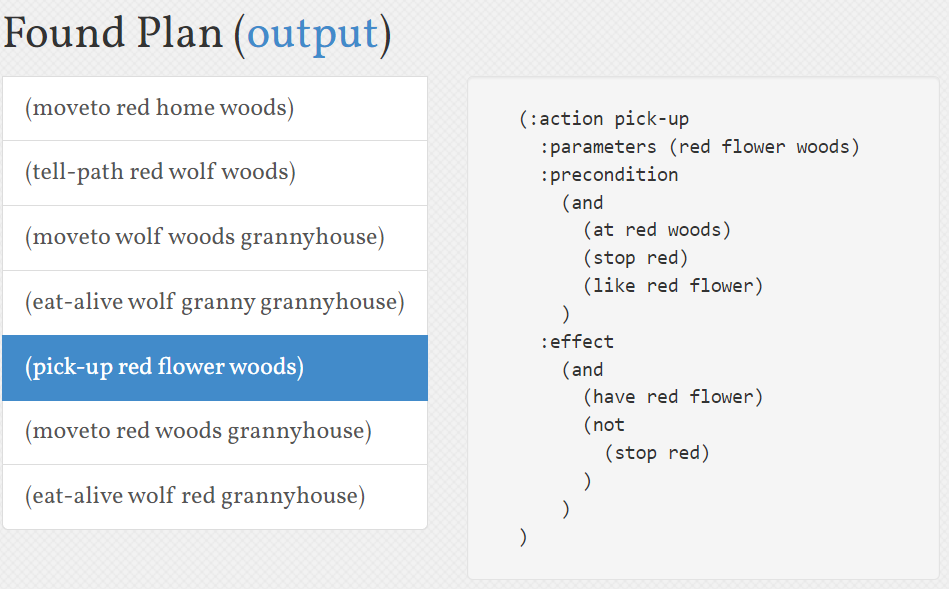 Found Plan (output)
(moveto red home woods)
(tell-path red wolf woods)
(moveto wolf woods grannyhouse)
(eat-alive wolf granny grannyhouse)
(pick-up red flower woods)
(moveto red woods grannyhouse)
(eat-alive wolf red grannyhouse)
(:action pick-up
  :parameters (red flower woods)
  :precondition
    (and
      (at red woods)
      (stop red)
      (like red flower)
    )
  :effect
    (and
      (have red flower)
      (not
        (stop red)
      )
    )
)